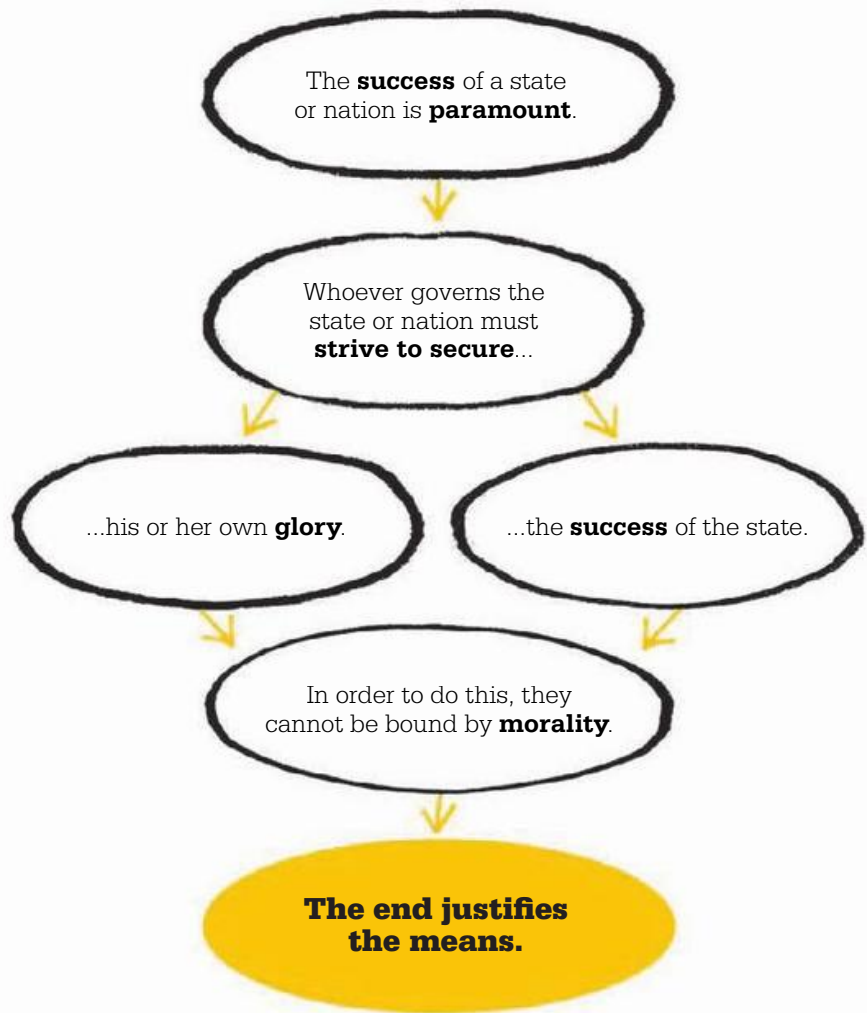 The success of a state
or nation is paramount.
Whoever governs the
state or nation must
strive to secure...
...his or her own glory.
...the success of the state.
In order to do this, they
cannot be bound by morality.
The end justifies
the means.